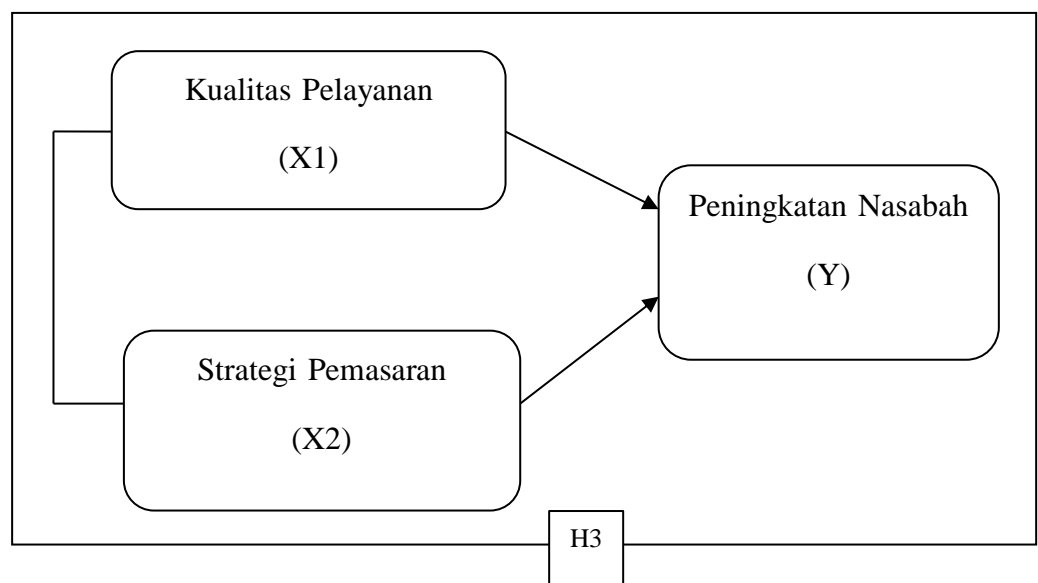 Kualitas Pelayanan
(X1)
Peningkatan Nasabah
(Y)
Strategi Pemasaran
(X2)
H3